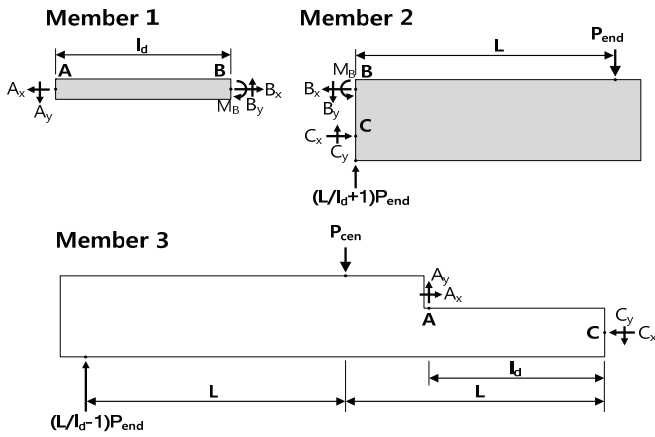 Member 1
l_d
A
B
A_x
A_y
M_B
B_y
B_x
Member 2
L
P_end
M_B
B
B_x
B_y
C
C_x
C_y
(L/l_d+1)P_end
Member 3
P_cen
A_y
A_x
A
C_y
C
C_x
l_d
L
L
(L/l_d-1)P_end